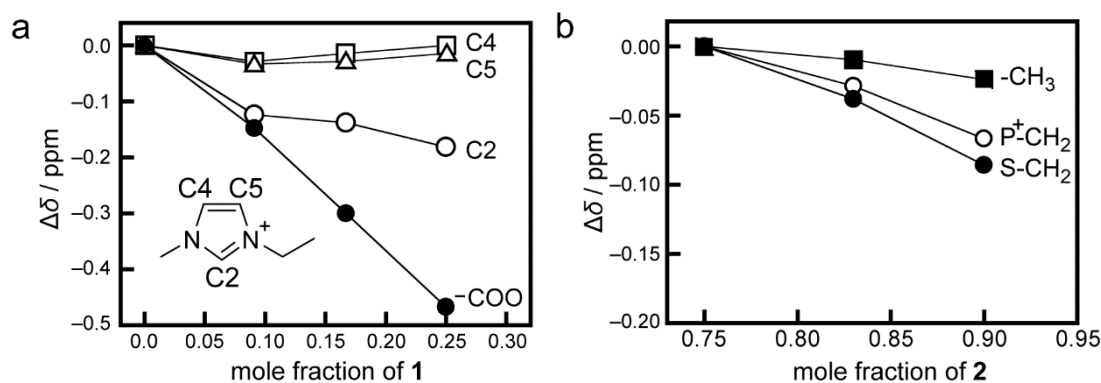 a
0.0
–0.1
–0.2
–0.3
–0.4
–0.5
Δδ / ppm
C4
C5
C2
⁻COO
C4 C5
N N⁺
C2
0.0 0.05 0.10 0.15 0.20 0.25 0.30
mole fraction of 1
b
0.00
–0.05
–0.10
–0.15
–0.20
Δδ / ppm
-CH₃
P⁺-CH₂
S-CH₂
0.75 0.80 0.85 0.90 0.95
mole fraction of 2